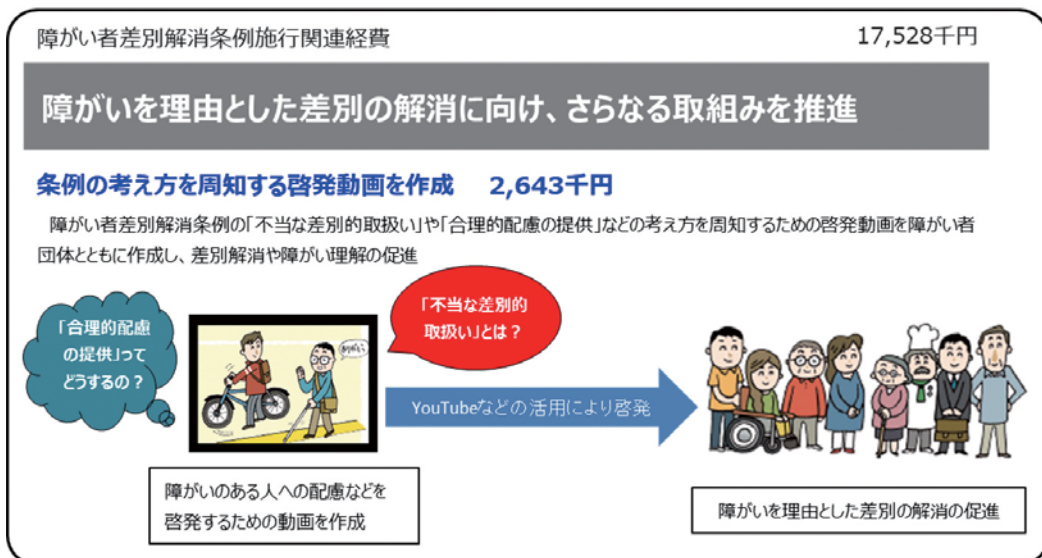 障がい者差別解消条例施行関連経費 17,528千円
障がいを理由とした差別の解消に向け、さらなる取組みを推進
条例の考え方を周知する啓発動画を作成 2,643千円
障がい者差別解消条例の「不当な差別的取扱い」や「合理的配慮の提供」などの考え方を周知するための啓発動画を障がい者
団体とともに作成し、差別解消や障がい理解の促進
「合理的配慮
の提供」って
どうするの？
ありがとう
「不当な差別的
取扱い」とは？
YouTubeなどの活用により啓発
障がいのある人への配慮などを
啓発するための動画を作成
障がいを理由とした差別の解消の促進